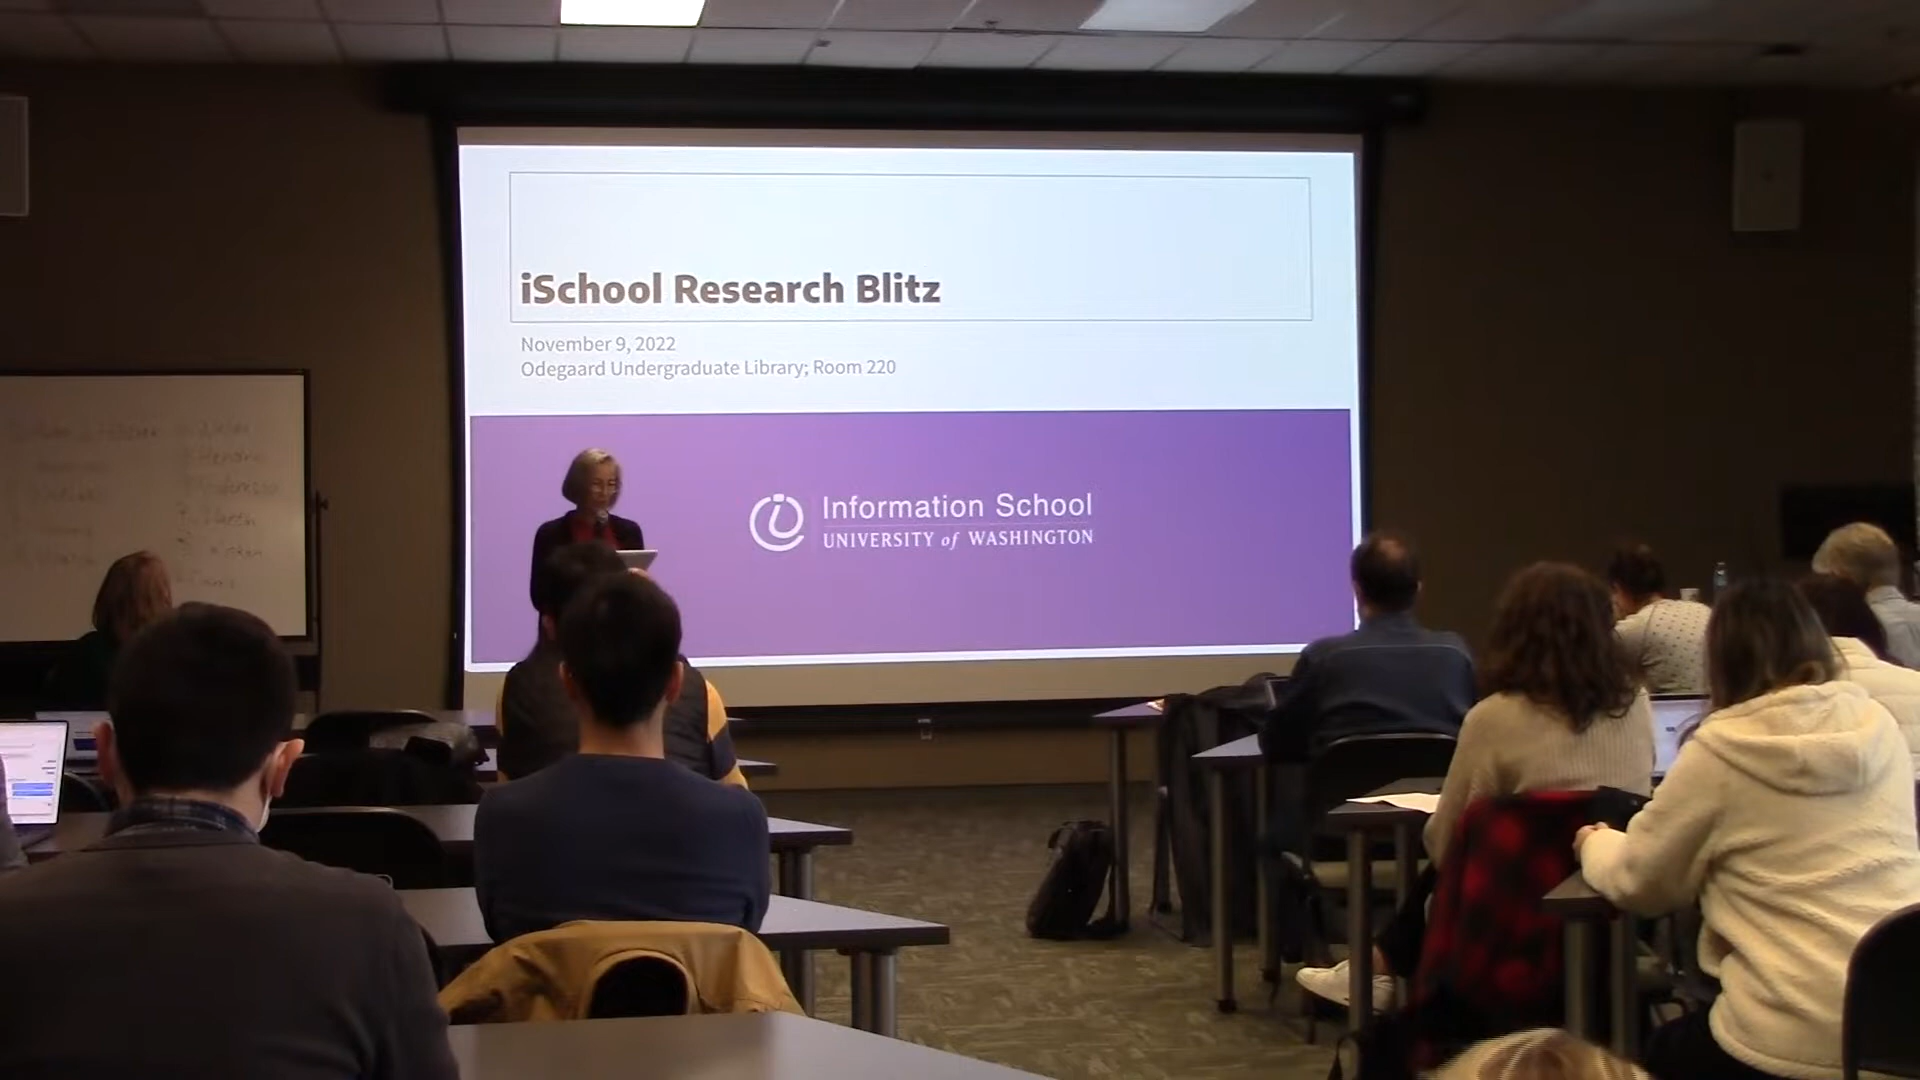 iSchool Research Blitz
November 9, 2022
Odegaard Undergraduate Library; Room 220
Information School
UNIVERSITY of WASHINGTON